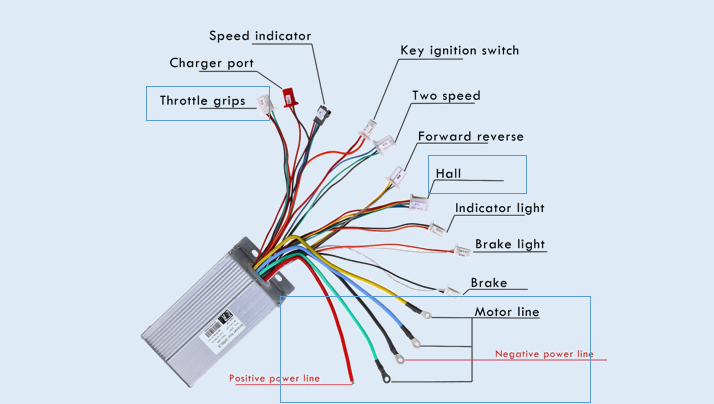 Speed indicator
Key ignition switch
Charger port
Two speed
Throttle grips
Forward reverse
Hall
Indicator light
Brake light
Brake
Motor line
Negative power line
Positive power line